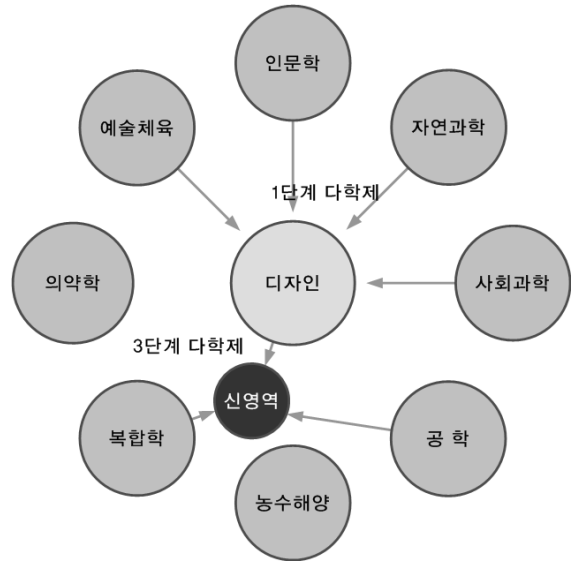 인문학
예술체육
자연과학
1단계 다학제
의약학
디자인
사회과학
3단계 다학제
신영역
복합학
공 학
농수해양